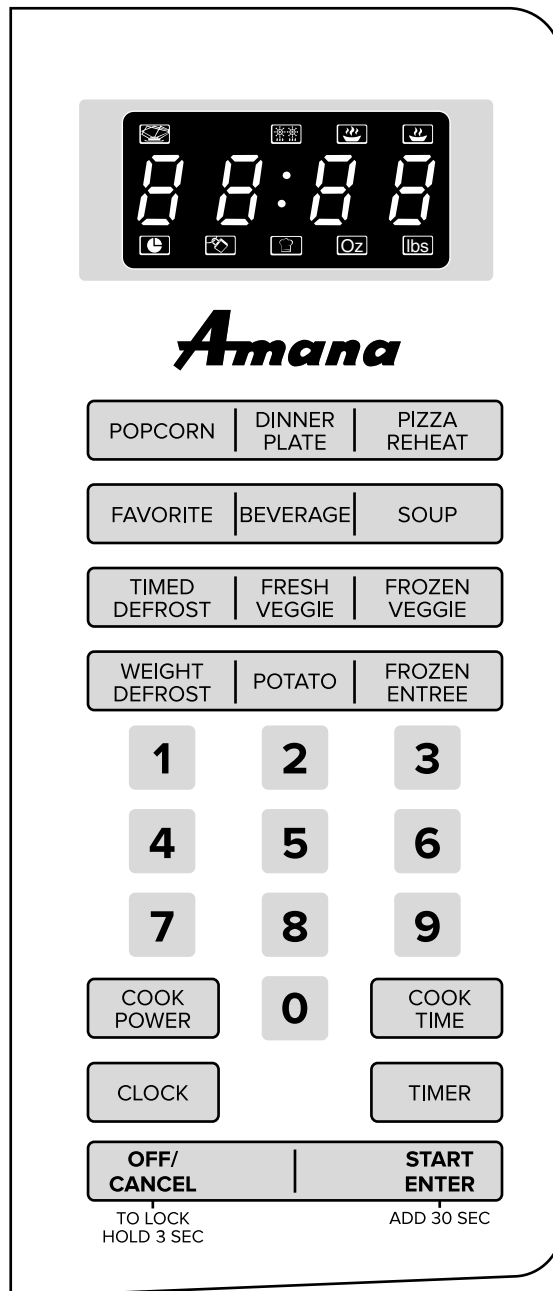 88:88
Oz lbs
Amana
POPCORN DINNER PLATE PIZZA REHEAT
FAVORITE BEVERAGE SOUP
TIMED DEFROST FRESH VEGGIE FROZEN VEGGIE
WEIGHT DEFROST POTATO FROZEN ENTREE
1 2 3
4 5 6
7 8 9
COOK POWER 0 COOK TIME
CLOCK TIMER
OFF/ CANCEL START ENTER
TO LOCK HOLD 3 SEC ADD 30 SEC